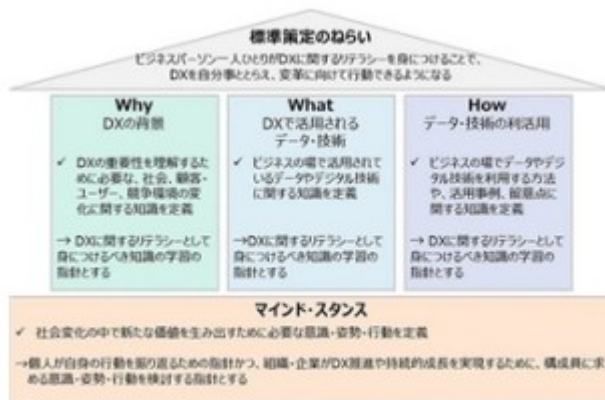 標準策定のねらい
ビジネスパーソン一人ひとりがDXに関するリテラシーを身につけることで、
DXを自分事ととらえ、変革に向けて行動できるようになる
Why
DXの背景
✓ DXの重要性を理解するた
めに必要な、社会、顧客・
ユーザー、競争環境の変
化に関する知識を定義
→ DXに関するリテラシーとして
身につけるべき知識の学習の
指針とする
What
DXで活用される
データ・技術
✓ ビジネスの場で活用されて
いるデータやデジタル技術
に関する知識を定義
→DXに関するリテラシーとして
身につけるべき知識の学習の
指針とする
How
データ・技術の利活用
✓ ビジネスの場でデータやデジ
タル技術を利用する方法
や、活用事例、留意点に
関する知識を定義
→ DXに関するリテラシーとして
身につけるべき知識の学習の
指針とする
マインド・スタンス
✓ 社会変化の中で新たな価値を生み出すために必要な意識・姿勢・行動を定義
→個人が自身の行動を振り返るための指針かつ、組織・企業がDX推進や持続的成長を実現するために、構成員に求
める意識・姿勢・行動を検討する指針とする